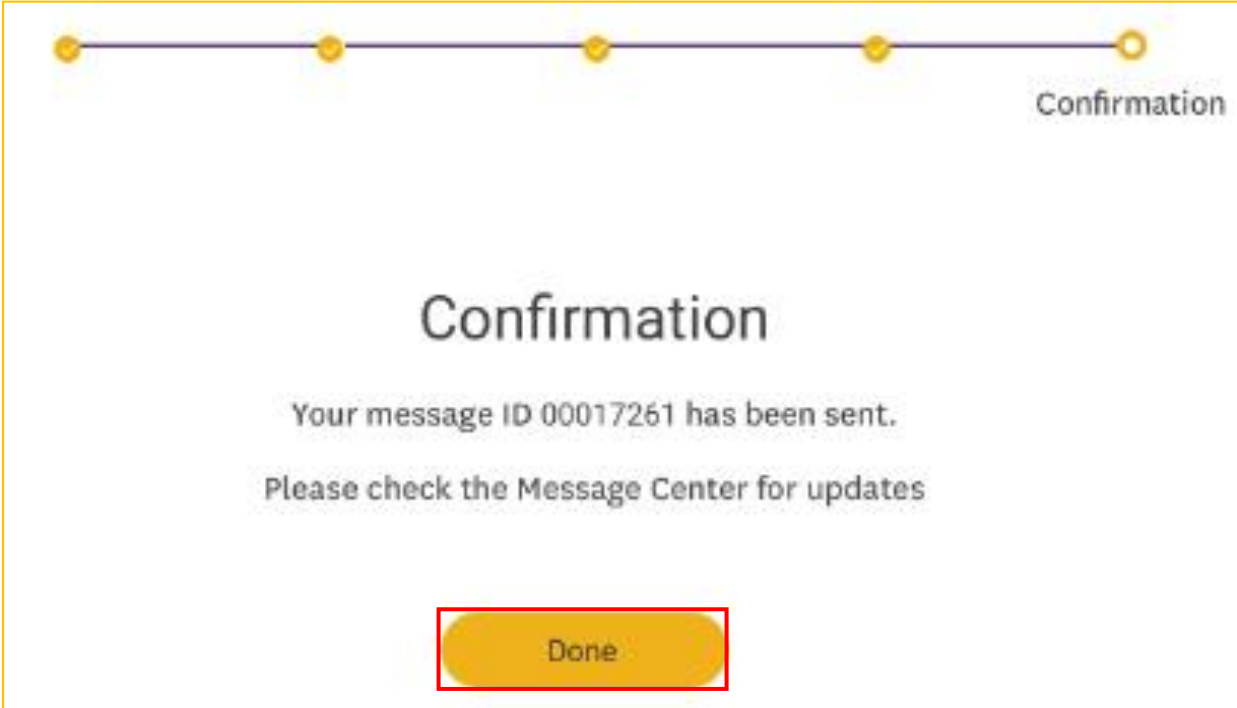 Confirmation
Confirmation
Your message ID 00017261 has been sent.
Please check the Message Center for updates
Done